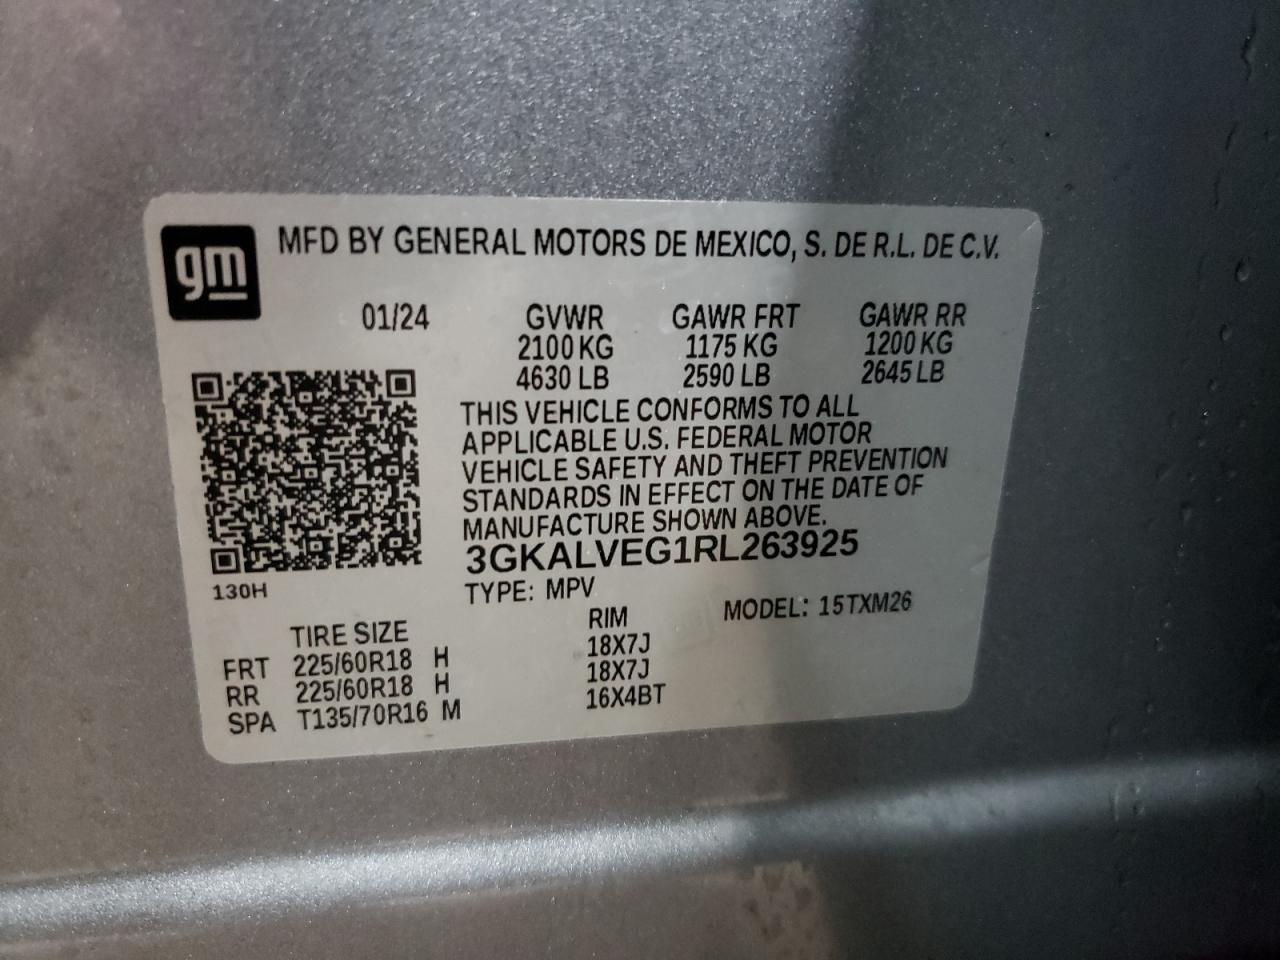 gm MFD BY GENERAL MOTORS DE MEXICO, S. DE R.L. DE C.V.
01/24 GVWR GAWR FRT GAWR RR
2100 KG 1175 KG 1200 KG
4630 LB 2590 LB 2645 LB
THIS VEHICLE CONFORMS TO ALL
APPLICABLE U.S. FEDERAL MOTOR
VEHICLE SAFETY AND THEFT PREVENTION
STANDARDS IN EFFECT ON THE DATE OF
MANUFACTURE SHOWN ABOVE.
3GKALVEG1RL263925
130H TYPE: MPV MODEL: 15TXM26
TIRE SIZE RIM
FRT 225/60R18 H 18X7J
RR 225/60R18 H 18X7J
SPA T135/70R16 M 16X4BT